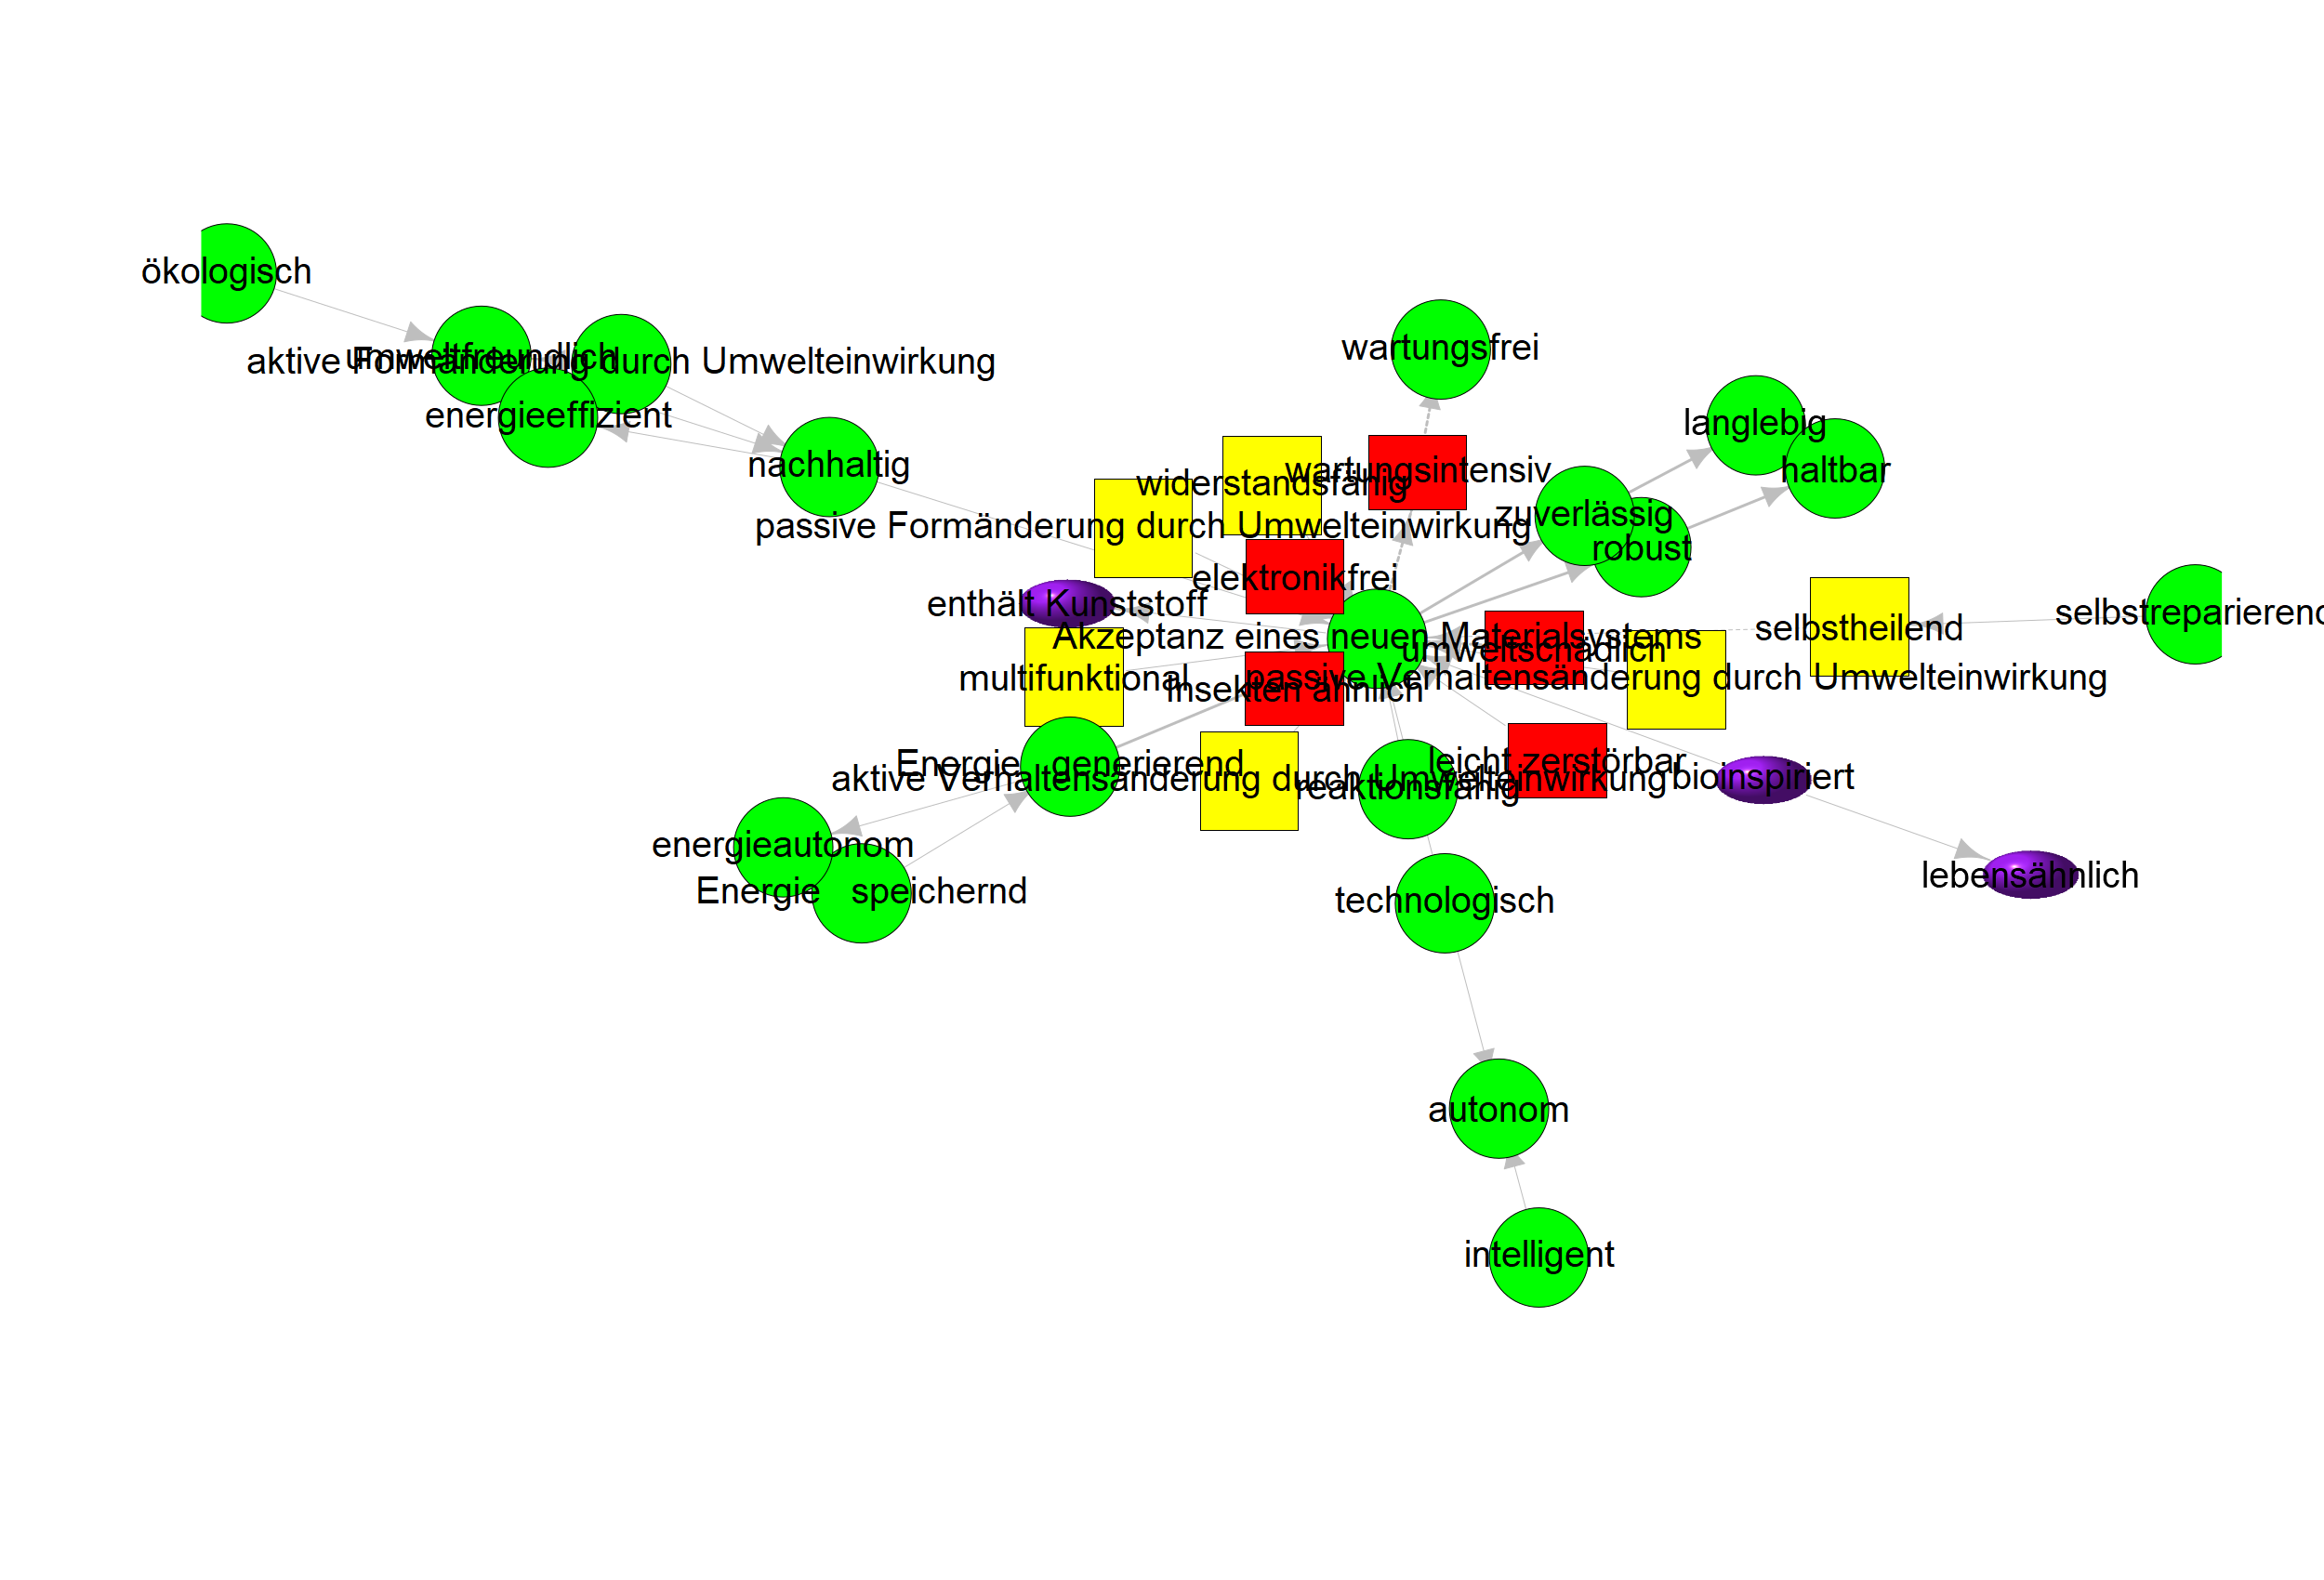 ökologisch
wartungsfrei
umweltfreundlich
aktive Formänderung durch Umwelteinwirkung
energieeffizient
langlebig
nachhaltig
haltbar
wartungsintensiv
widerstandsfähig
zuverlässig
passive Formänderung durch Umwelteinwirkung
robust
elektronikfrei
enthält Kunststoff
selbstreparierend
selbstheilend
Akzeptanz eines neuen Materialsystems
umweltschädlich
multifunktional
passive Verhaltensänderung durch Umwelteinwirkung
Insekten ähnlich
Energie generierend
leicht zerstörbar
aktive Verhaltensänderung durch Umwelteinwirkung
bioinspiriert
reaktionsfähig
energieautonom
lebensähnlich
Energie speichernd
technologisch
autonom
intelligent